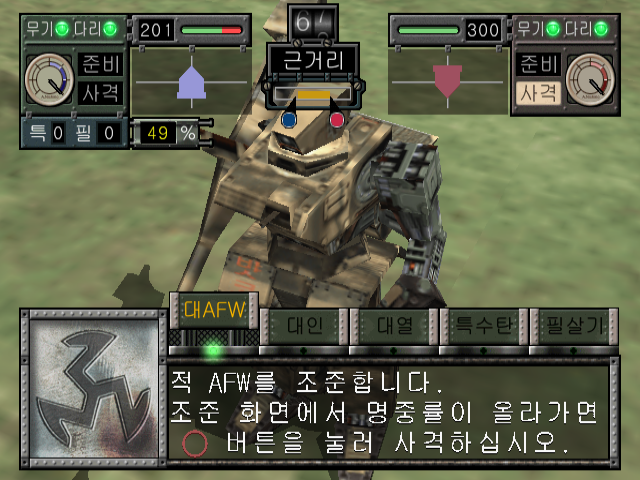 무기 다리 201
준비
사격
특 0 필 0 49 %
근거리
300 무기 다리
준비
사격
대AFW 대인 대열 특수탄 필살기
적 AFW를 조준합니다.
조준 화면에서 명중률이 올라가면
○ 버튼을 눌러 사격하십시오.